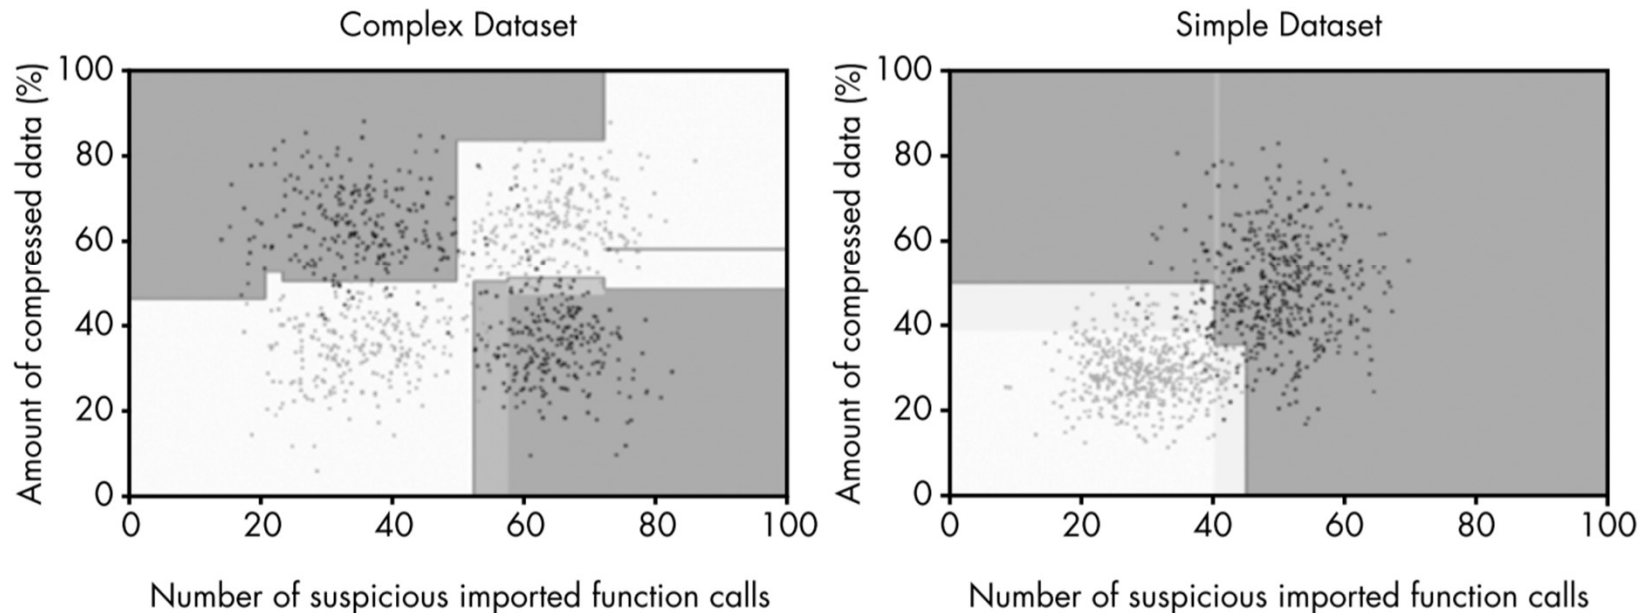 Complex Dataset
Amount of compressed data (%)
100
80
60
40
20
0
0 20 40 60 80 100
Number of suspicious imported function calls
Simple Dataset
Amount of compressed data (%)
100
80
60
40
20
0
0 20 40 60 80 100
Number of suspicious imported function calls